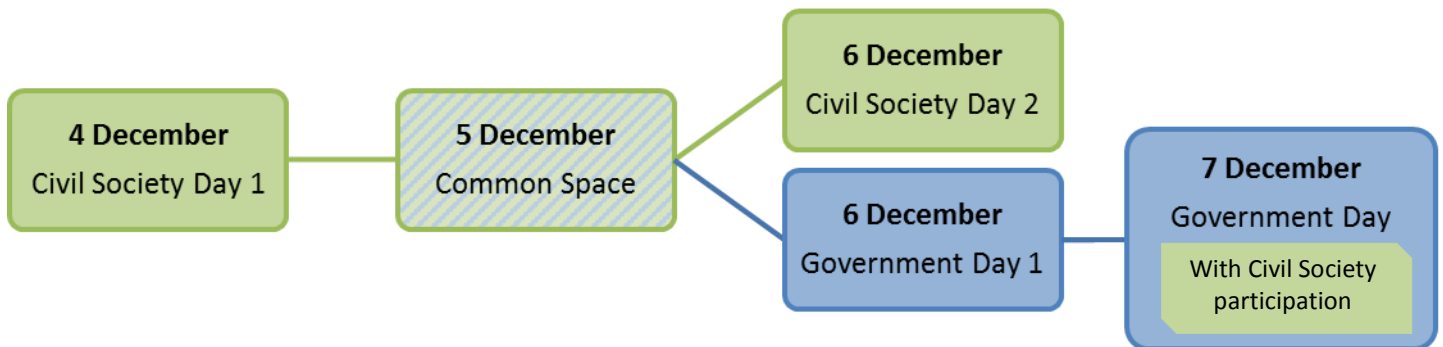 4 December
Civil Society Day 1
5 December
Common Space
6 December
Civil Society Day 2
6 December
Government Day 1
7 December
Government Day
With Civil Society
participation